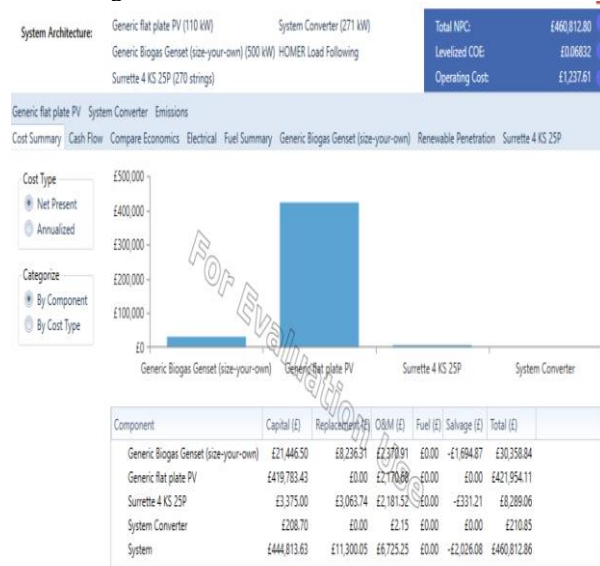 System Architecture:
Generic flat plate PV (110 kW)
System Converter (271 kW)
Generic Biogas Genset (size-your-own) (500 kW) HOMER Load Following
Surrette 4 KS 25P (270 strings)
Total NPC: £460,812.80
Levelized COE: £0.06832
Operating Cost: £1,237.61
Generic flat plate PV System Converter Emissions
Cost Summary Cash Flow Compare Economics Electrical Fuel Summary Generic Biogas Genset (size-your-own) Renewable Penetration Surrette 4 KS 25P
Cost Type
Net Present
Annualized
Categorize
By Component
By Cost Type
£500,000
£400,000
£300,000
£200,000
£100,000
£0
Generic Biogas Genset (size-your-own) Generic flat plate PV Surrette 4 KS 25P System Converter
For Evaluation Use
Component Capital (£) Replacement (£) O&M (£) Fuel (£) Salvage (£) Total (£)
Generic Biogas Genset (size-your-own) £21,446.50 £8,236.31 £2,370.91 £0.00 -£1,694.87 £30,358.84
Generic flat plate PV £419,783.43 £0.00 £2,170.68 £0.00 £0.00 £421,954.11
Surrette 4 KS 25P £3,375.00 £3,063.74 £2,181.52 £0.00 -£331.21 £8,289.06
System Converter £208.70 £0.00 £2.15 £0.00 £0.00 £210.85
System £444,813.63 £11,300.05 £6,725.25 £0.00 -£2,026.08 £460,812.86